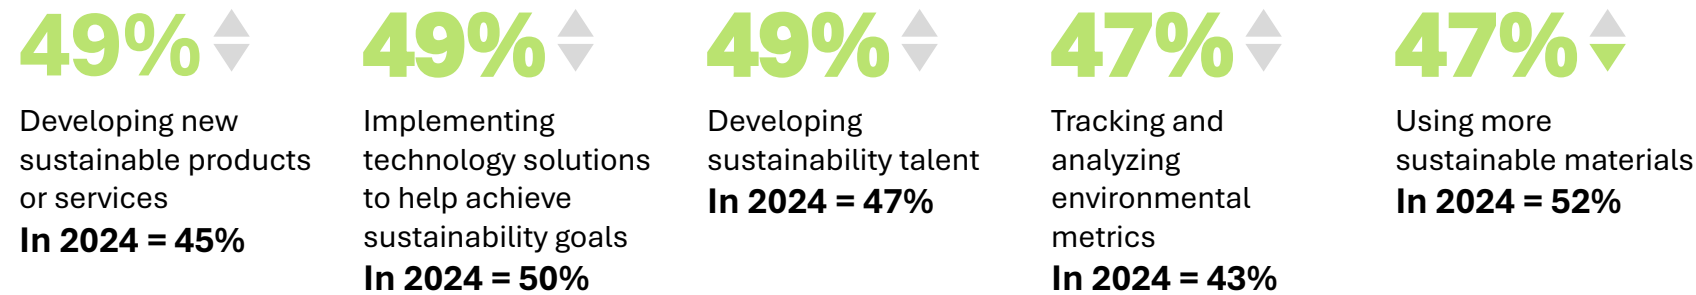 49%
Developing new
sustainable products
or services
In 2024 = 45%
49%
Implementing
technology solutions
to help achieve
sustainability goals
In 2024 = 50%
49%
Developing
sustainability talent
In 2024 = 47%
47%
Tracking and
analyzing
environmental
metrics
In 2024 = 43%
47%
Using more
sustainable materials
In 2024 = 52%